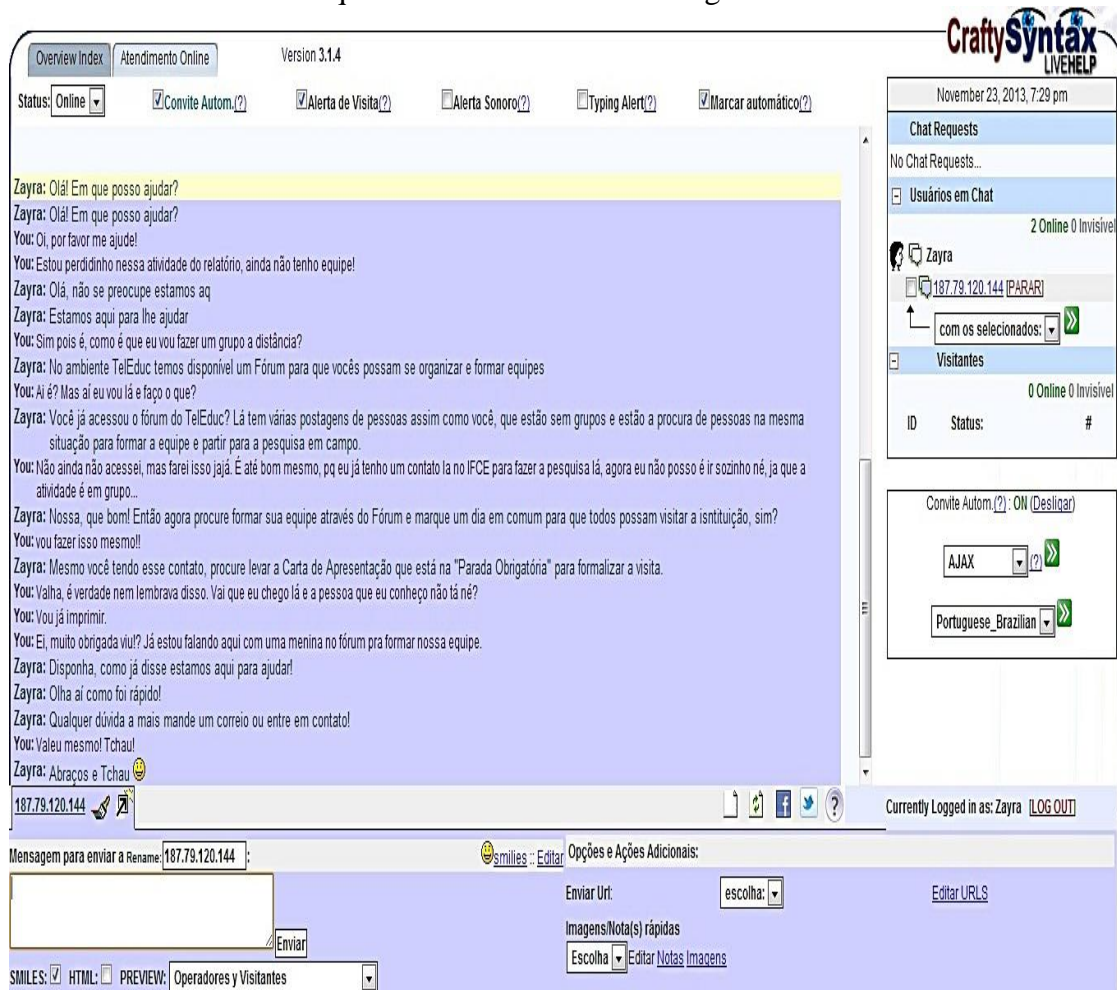 CraftySyntax
LIVEHELP
Overview Index
Atendimento Online
Version 3.1.4
Status: Online
Convite Autom.(?)
Alerta de Visita(?)
Alerta Sonoro(?)
Typing Alert(?)
Marcar automático(?)
Zayra: Olá! Em que posso ajudar?
Zayra: Olá! Em que posso ajudar?
You: Oi, por favor me ajude!
You: Estou perdidinho nessa atividade do relatório, ainda não tenho equipe!
Zayra: Olá, não se preocupe estamos aq
Zayra: Estamos aqui para lhe ajudar
You: Sim pois é, como é que eu vou fazer um grupo a distância?
Zayra: No ambiente TelEduc temos disponível um Fórum para que vocês possam se organizar e formar equipes
You: Ai é? Mas aí eu vou lá e faço o que?
Zayra: Você já acessou o fórum do TelEduc? Lá tem várias postagens de pessoas assim como você, que estão sem grupos e estão a procura de pessoas na mesma
situação para formar a equipe e partir para a pesquisa em campo.
You: Não ainda não acessei, mas farei isso jajá. É até bom mesmo, pq eu já tenho um contato la no IFCE para fazer a pesquisa lá, agora eu não posso é ir sozinho né, ja que a
atividade é em grupo...
Zayra: Nossa, que bom! Então agora procure formar sua equipe através do Fórum e marque um dia em comum para que todos possam visitar a isntituição, sim?
You: vou fazer isso mesmo!!
Zayra: Mesmo você tendo esse contato, procure levar a Carta de Apresentação que está na "Parada Obrigatória" para formalizar a visita.
You: Valha, é verdade nem lembrava disso. Vai que eu chego lá e a pessoa que eu conheço não tá né?
You: Vou já imprimir.
You: Ei, muito obrigada viu!? Já estou falando aqui com uma menina no fórum pra formar nossa equipe.
Zayra: Disponha, como já disse estamos aqui para ajudar!
Zayra: Olha aí como foi rápido!
Zayra: Qualquer dúvida a mais mande um correio ou entre em contato!
You: Valeu mesmo! Tchau!
Zayra: Abraços e Tchau
187.79.120.144
November 23, 2013, 7:29 pm
Chat Requests
No Chat Requests...
Usuários em Chat
2 Online 0 Invisível
Zayra
187.79.120.144 [PARAR]
com os selecionados:
Visitantes
0 Online 0 Invisível
ID Status: #
Convite Autom.(?) : ON (Desligar)
AJAX (?)
Portuguese_Brazilian
Currently Logged in as: Zayra [LOG OUT]
Mensagem para enviar a Rename: 187.79.120.144 :
smilies :: Editar
Enviar
SMILES: HTML: PREVIEW: Operadores y Visitantes
Opções e Ações Adicionais:
Enviar Url: escolha: Editar URLS
Imagens/Nota(s) rápidas
Escolha Editar Notas Imagens